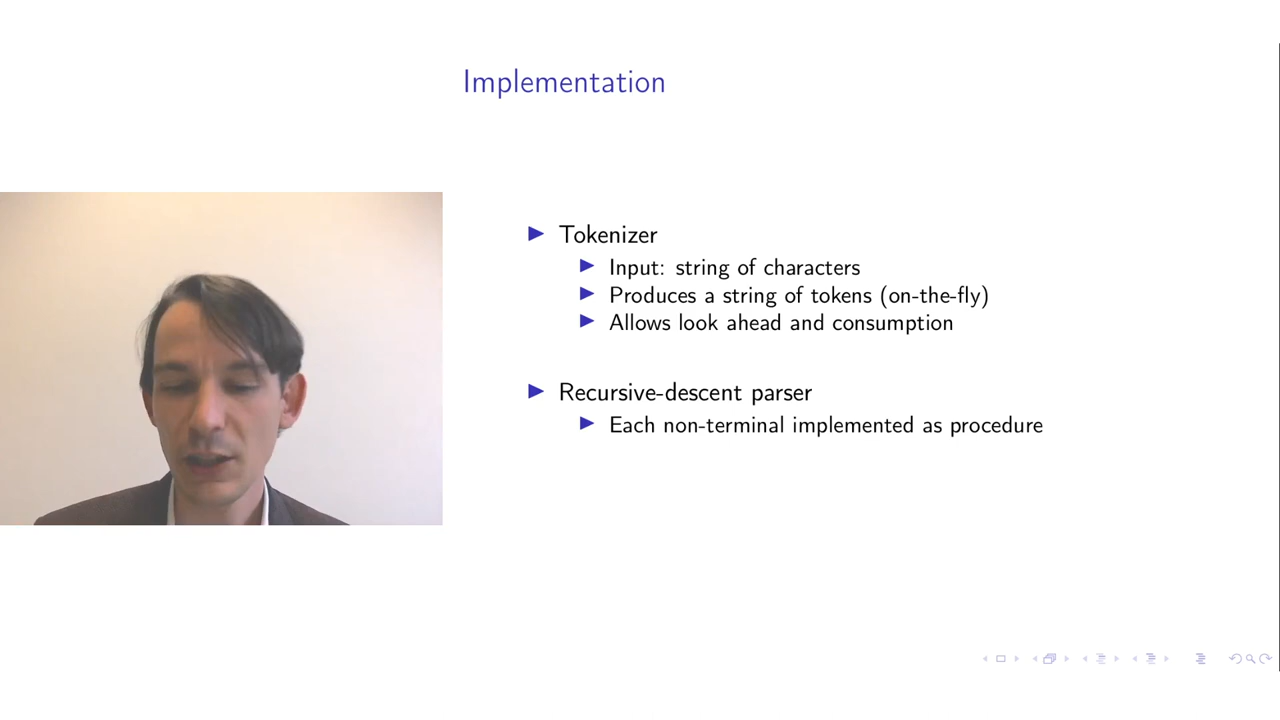 Implementation
Tokenizer
Input: string of characters
Produces a string of tokens (on-the-fly)
Allows look ahead and consumption
Recursive-descent parser
Each non-terminal implemented as procedure